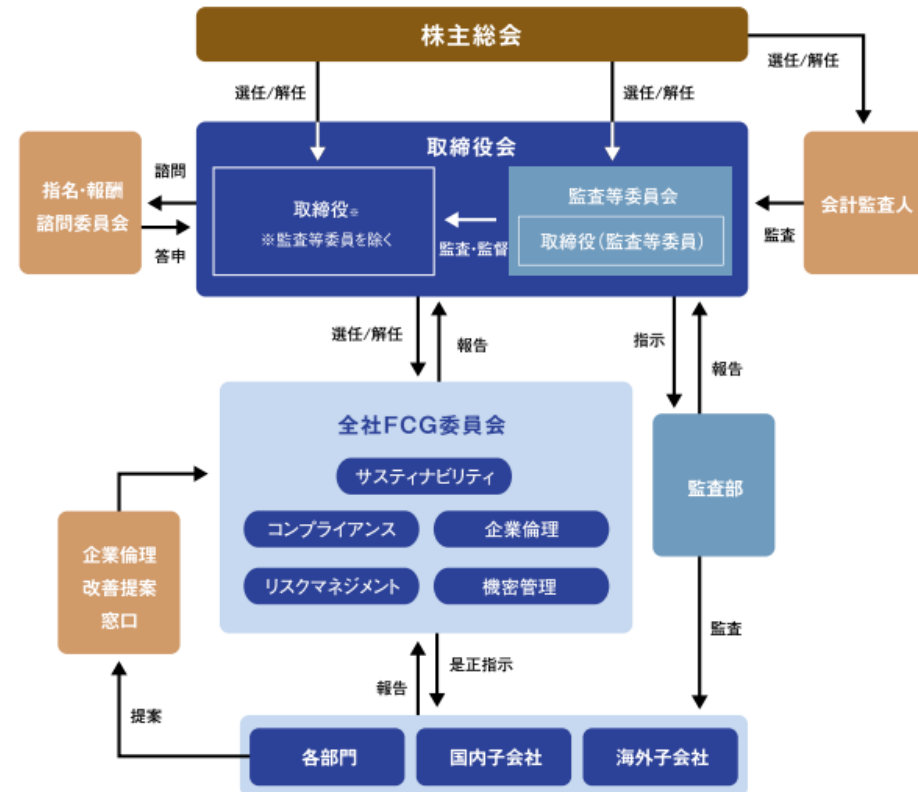 株主総会
選任/解任
選任/解任
選任/解任
取締役会
指名・報酬
諮問委員会
諮問
答申
取締役※
※監査等委員を除く
監査・監督
監査等委員会
取締役(監査等委員)
監査
会計監査人
選任/解任
報告
指示
報告
全社FCG委員会
サスティナビリティ
コンプライアンス
企業倫理
リスクマネジメント
機密管理
監査部
企業倫理
改善提案
窓口
監査
是正指示
報告
提案
各部門
国内子会社
海外子会社